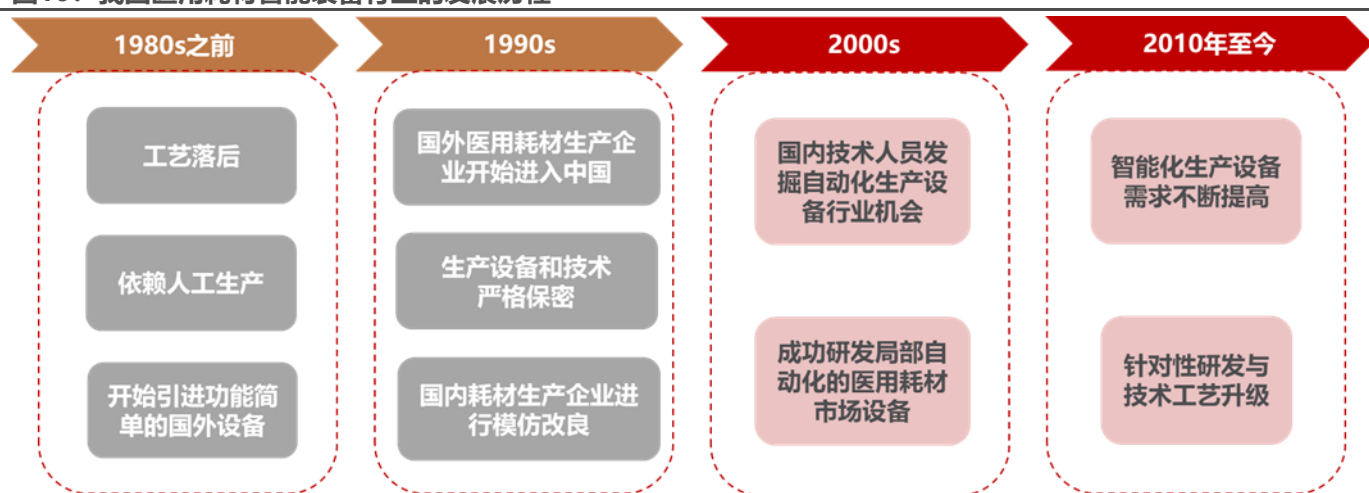 1980s之前
1990s
2000s
2010年至今
工艺落后
依赖人工生产
开始引进功能简
单的国外设备
国外医用耗材生产企
业开始进入中国
生产设备和技术
严格保密
国内耗材生产企业进
行模仿改良
国内技术人员发
掘自动化生产设
备行业机会
成功研发局部自
动化的医用耗材
市场设备
智能化生产设备
需求不断提高
针对性研发与
技术工艺升级